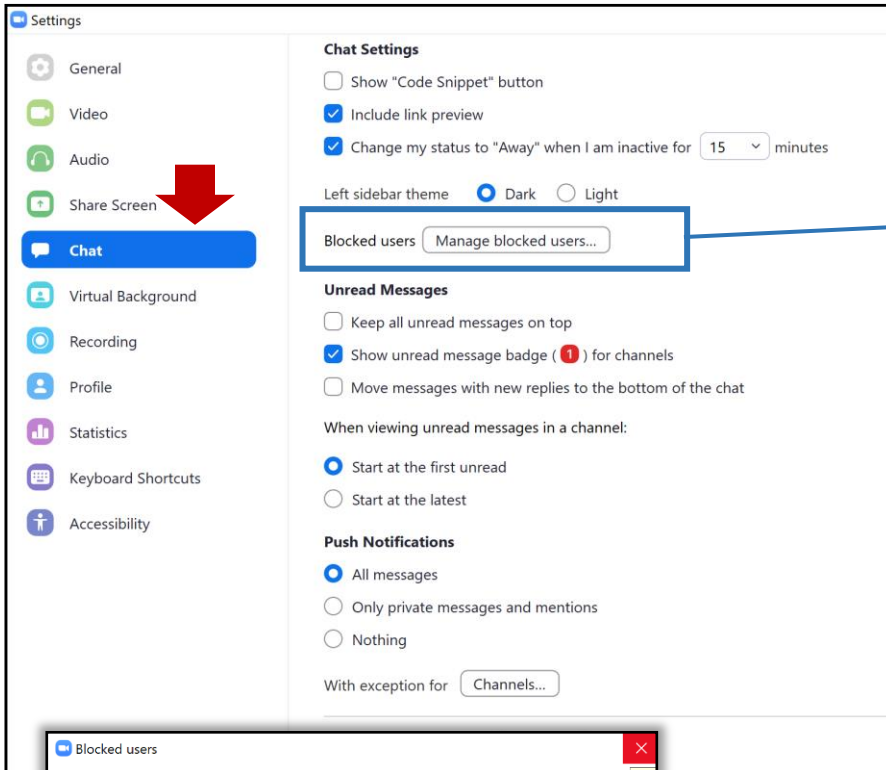 Settings
General
Video
Audio
Share Screen
Chat
Virtual Background
Recording
Profile
Statistics
Keyboard Shortcuts
Accessibility
Chat Settings
Show "Code Snippet" button
Include link preview
Change my status to "Away" when I am inactive for 15 minutes
Left sidebar theme Dark Light
Blocked users Manage blocked users...
Unread Messages
Keep all unread messages on top
Show unread message badge ( 1 ) for channels
Move messages with new replies to the bottom of the chat
When viewing unread messages in a channel:
Start at the first unread
Start at the latest
Push Notifications
All messages
Only private messages and mentions
Nothing
With exception for Channels...
Blocked users